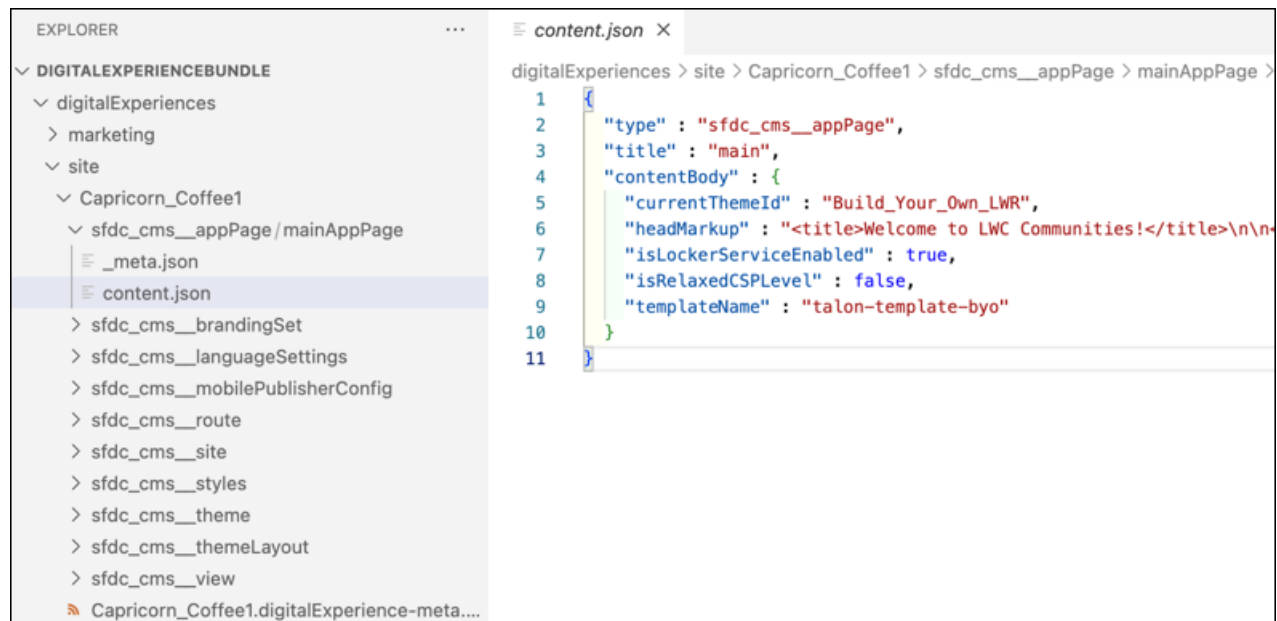 EXPLORER ...
DIGITALEXPERIENCEBUNDLE
digitalExperiences
marketing
site
Capricorn_Coffee1
sfdc_cms__appPage/mainAppPage
_meta.json
content.json
sfdc_cms__brandingSet
sfdc_cms__languageSettings
sfdc_cms__mobilePublisherConfig
sfdc_cms__route
sfdc_cms__site
sfdc_cms__styles
sfdc_cms__theme
sfdc_cms__themeLayout
sfdc_cms__view
Capricorn_Coffee1.digitalExperience-meta....
content.json ×
digitalExperiences > site > Capricorn_Coffee1 > sfdc_cms__appPage > mainAppPage >
1 {
2 "type" : "sfdc_cms__appPage",
3 "title" : "main",
4 "contentBody" : {
5 "currentThemeId" : "Build_Your_Own_LWR",
6 "headMarkup" : "<title>Welcome to LWC Communities!</title>\n\n<
7 "isLockerServiceEnabled" : true,
8 "isRelaxedCSPLevel" : false,
9 "templateName" : "talon-template-byo"
10 }
11 }